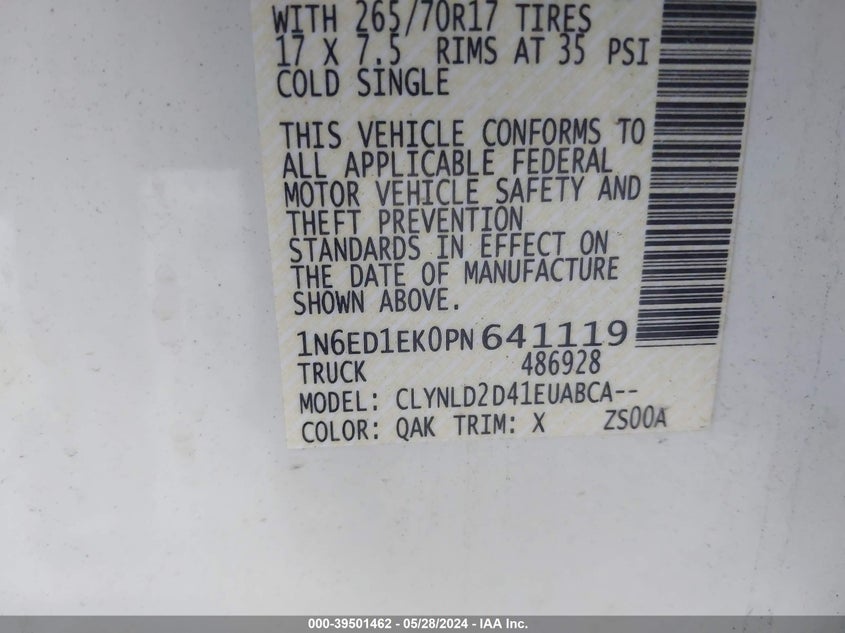 WITH 265/70R17 TIRES
17 X 7.5 RIMS AT 35 PSI
COLD SINGLE
THIS VEHICLE CONFORMS TO
ALL APPLICABLE FEDERAL
MOTOR VEHICLE SAFETY AND
THEFT PREVENTION
STANDARDS IN EFFECT ON
THE DATE OF MANUFACTURE
SHOWN ABOVE.
1N6ED1EK0PN641119
TRUCK 486928
MODEL: CLYNLD2D41EUABCA--
COLOR: QAK TRIM: X ZS00A
000-39501462 - 05/28/2024 - IAA Inc.